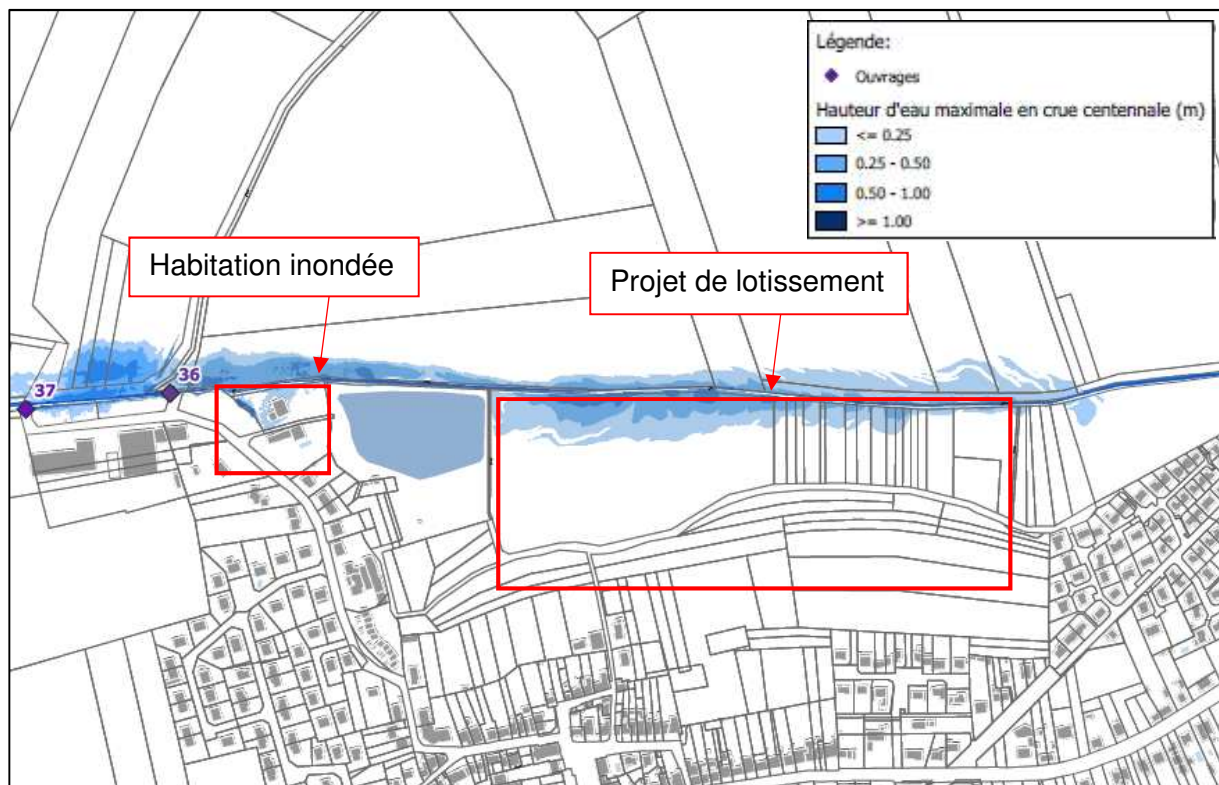 Légende:
Ouvrages
Hauteur d'eau maximale en crue centennale (m)
<= 0.25
0.25 - 0.50
0.50 - 1.00
>= 1.00
Habitation inondée
Projet de lotissement
36
37